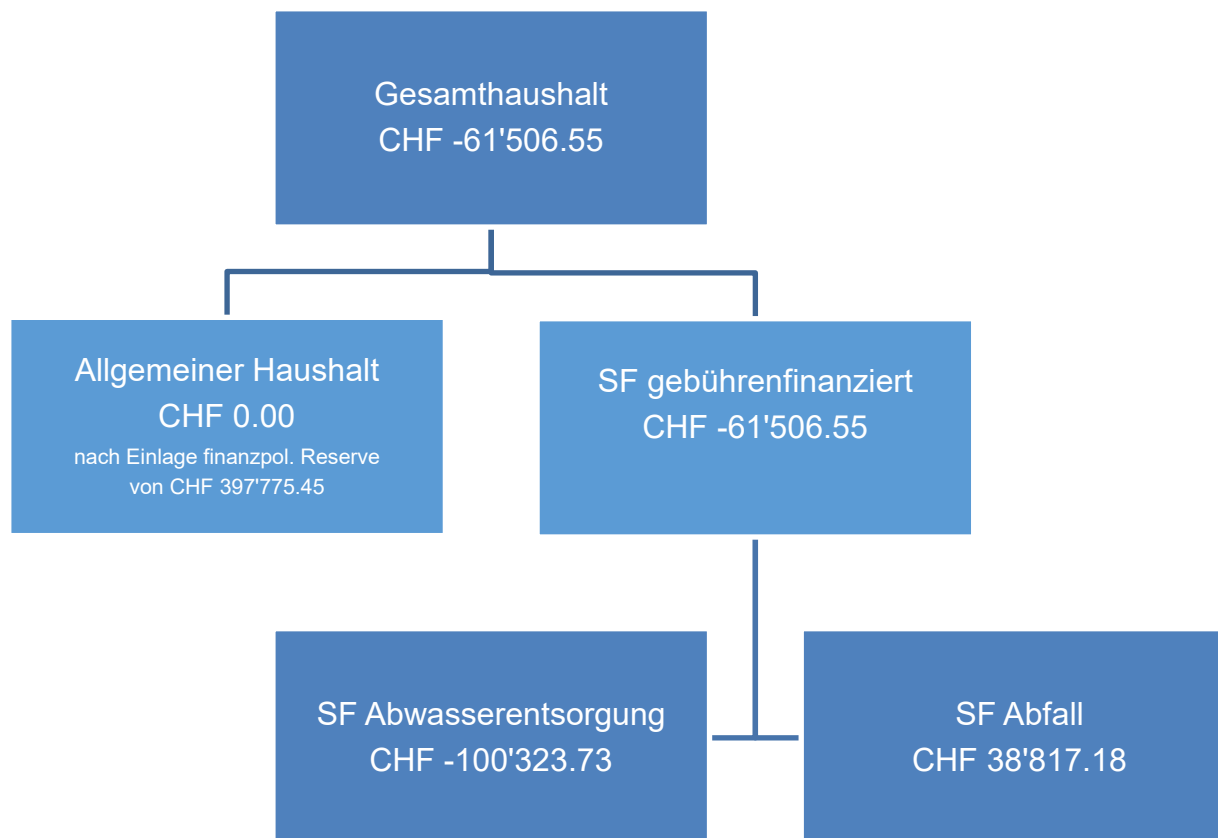 Gesamthaushalt
CHF -61'506.55
Allgemeiner Haushalt
CHF 0.00
nach Einlage finanzpol. Reserve
von CHF 397'775.45
SF gebührenfinanziert
CHF -61'506.55
SF Abwasserentsorgung
CHF -100'323.73
SF Abfall
CHF 38'817.18